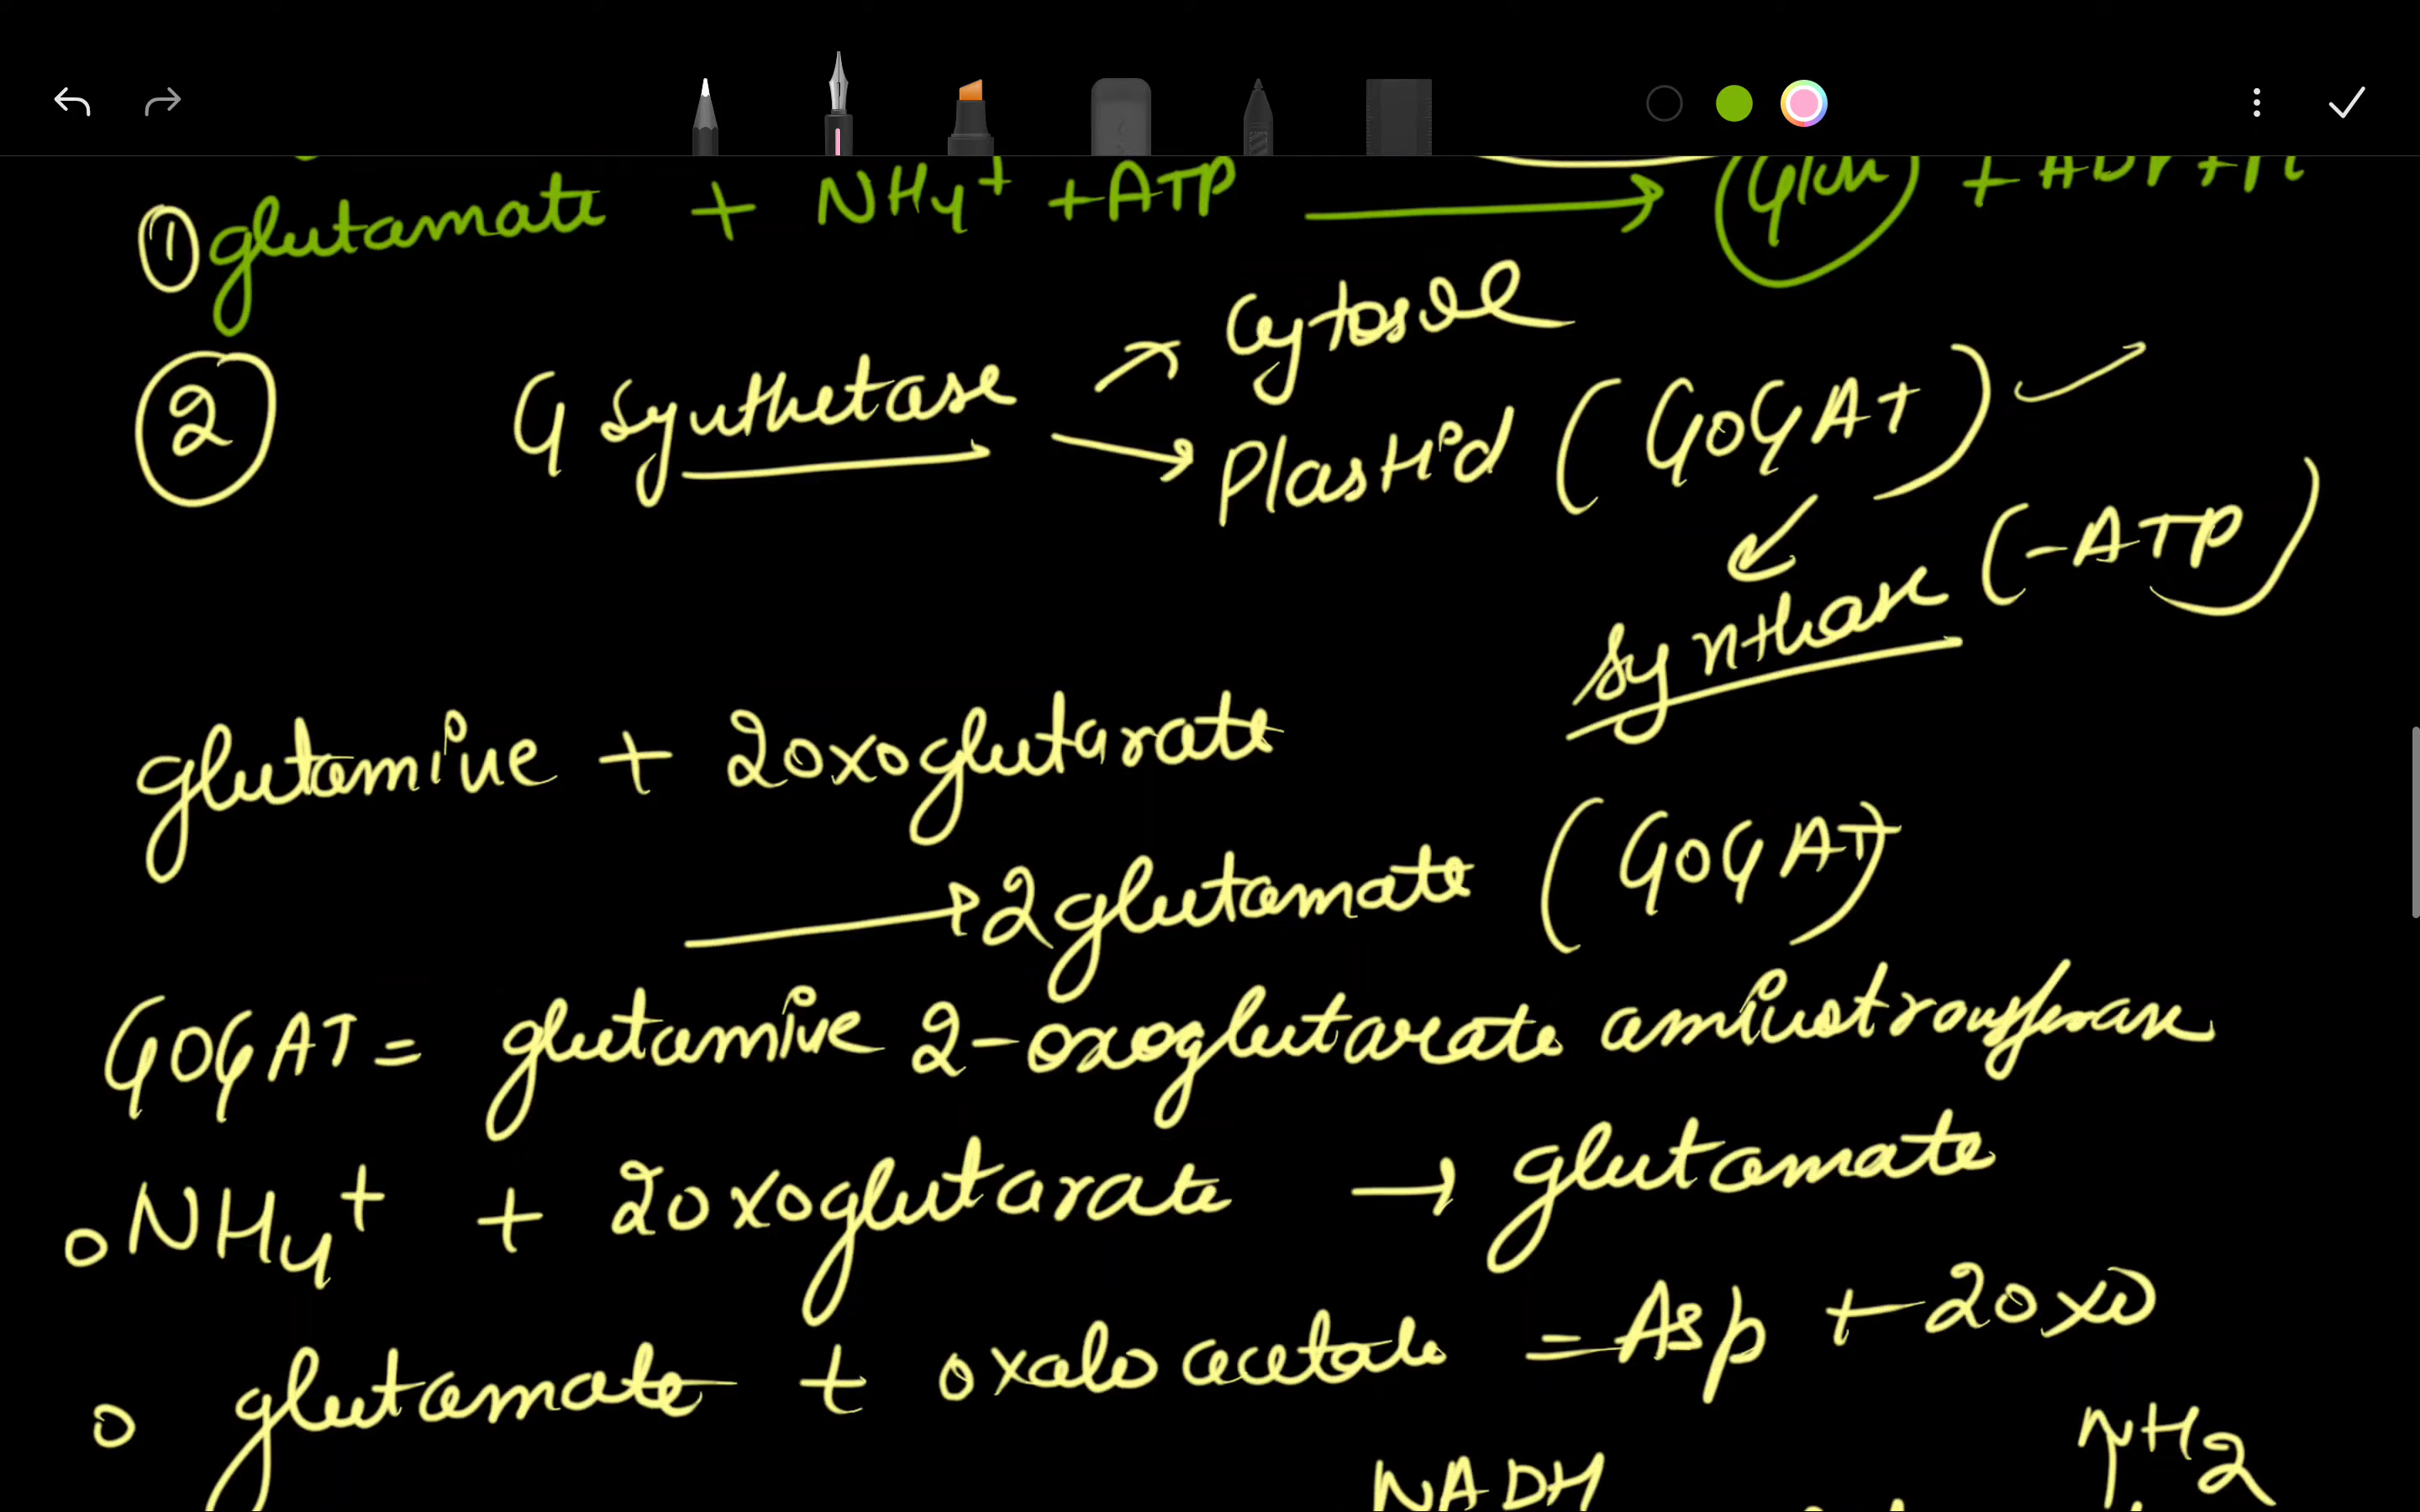 ① glutamate + NH4+ + ATP → Gln + ADP + Pi
② G synthetase ↗ Cytosol
→ Plastid (GOGAT) ✓
↙
synthase (-ATP)
glutamine + 2oxoglutarate
→ 2glutamate (GOGAT)
GOGAT = glutamine 2-oxoglutarate aminotransferase
o NH4+ + 2oxoglutarate → glutamate
o glutamate + oxaloacetate = Asp + 2oxo
NADH NH2